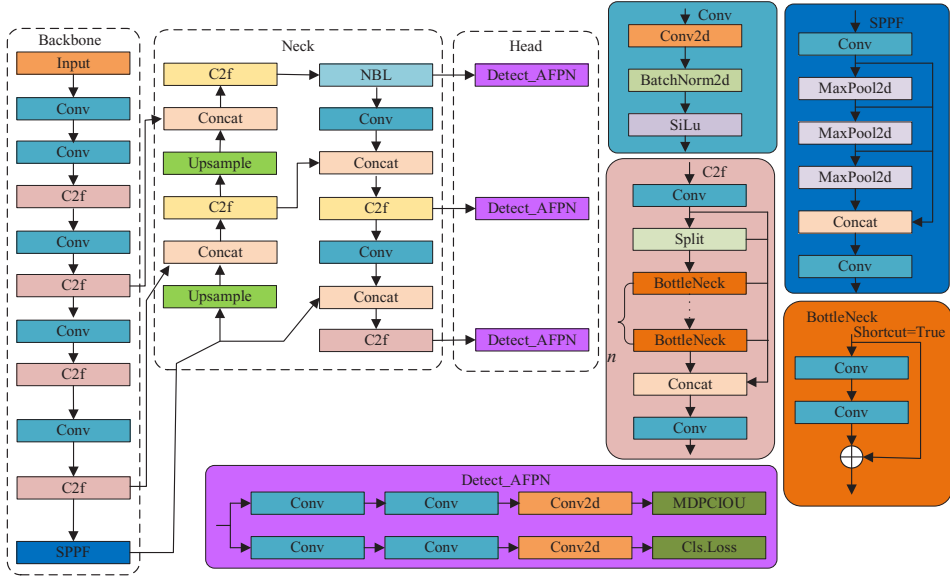 Backbone
Input
Conv
Conv
C2f
Conv
C2f
Conv
C2f
Conv
C2f
SPPF
Neck
C2f
Concat
Upsample
C2f
Concat
Upsample
NBL
Conv
Concat
C2f
Conv
Concat
C2f
Head
Detect_AFPN
Detect_AFPN
Detect_AFPN
Conv
Conv2d
BatchNorm2d
SiLu
C2f
Conv
Split
BottleNeck
BottleNeck
n
Concat
Conv
SPPF
Conv
MaxPool2d
MaxPool2d
MaxPool2d
Concat
Conv
BottleNeck
Shortcut=True
Conv
Conv
Detect_AFPN
Conv
Conv
Conv2d
MDPCIOU
Conv
Conv
Conv2d
Cls.Loss